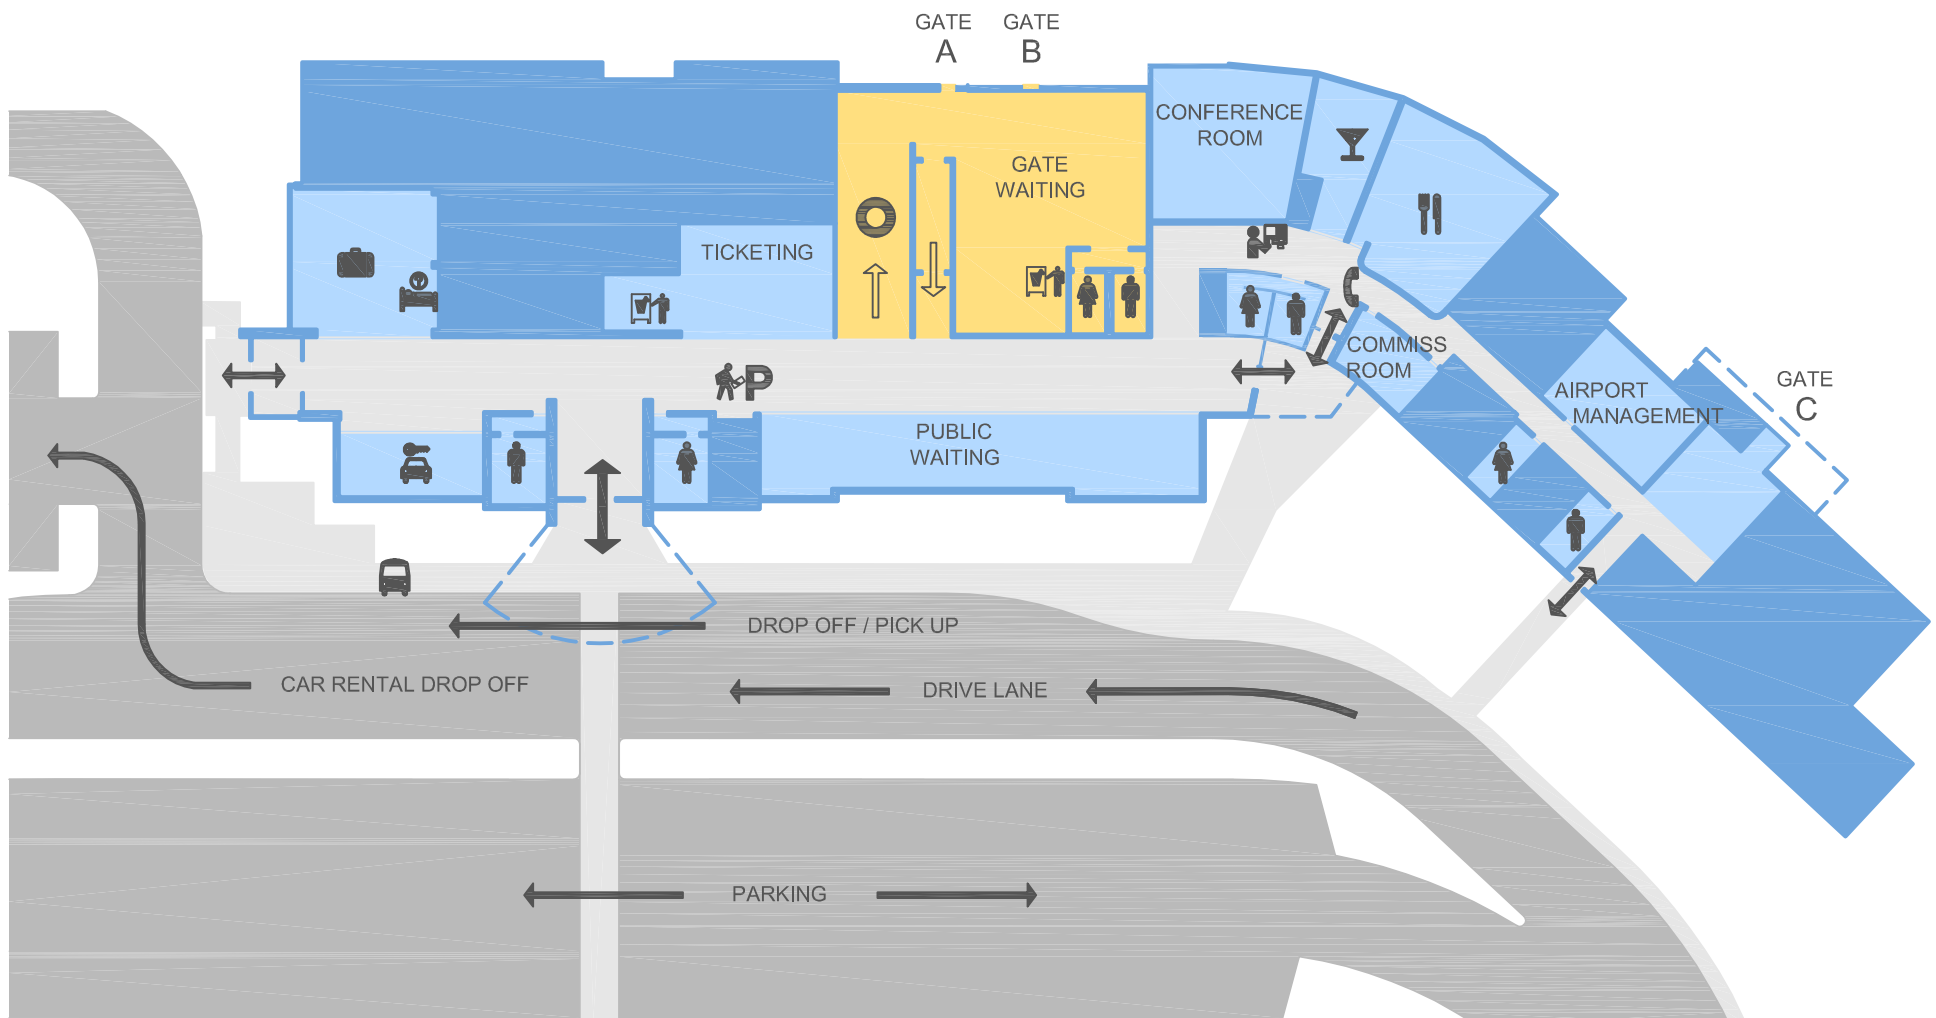 GATE
A
GATE
B
CONFERENCE
ROOM
GATE
WAITING
TICKETING
COMMISS
ROOM
AIRPORT
MANAGEMENT
GATE
C
P
PUBLIC
WAITING
DROP OFF / PICK UP
CAR RENTAL DROP OFF
DRIVE LANE
PARKING